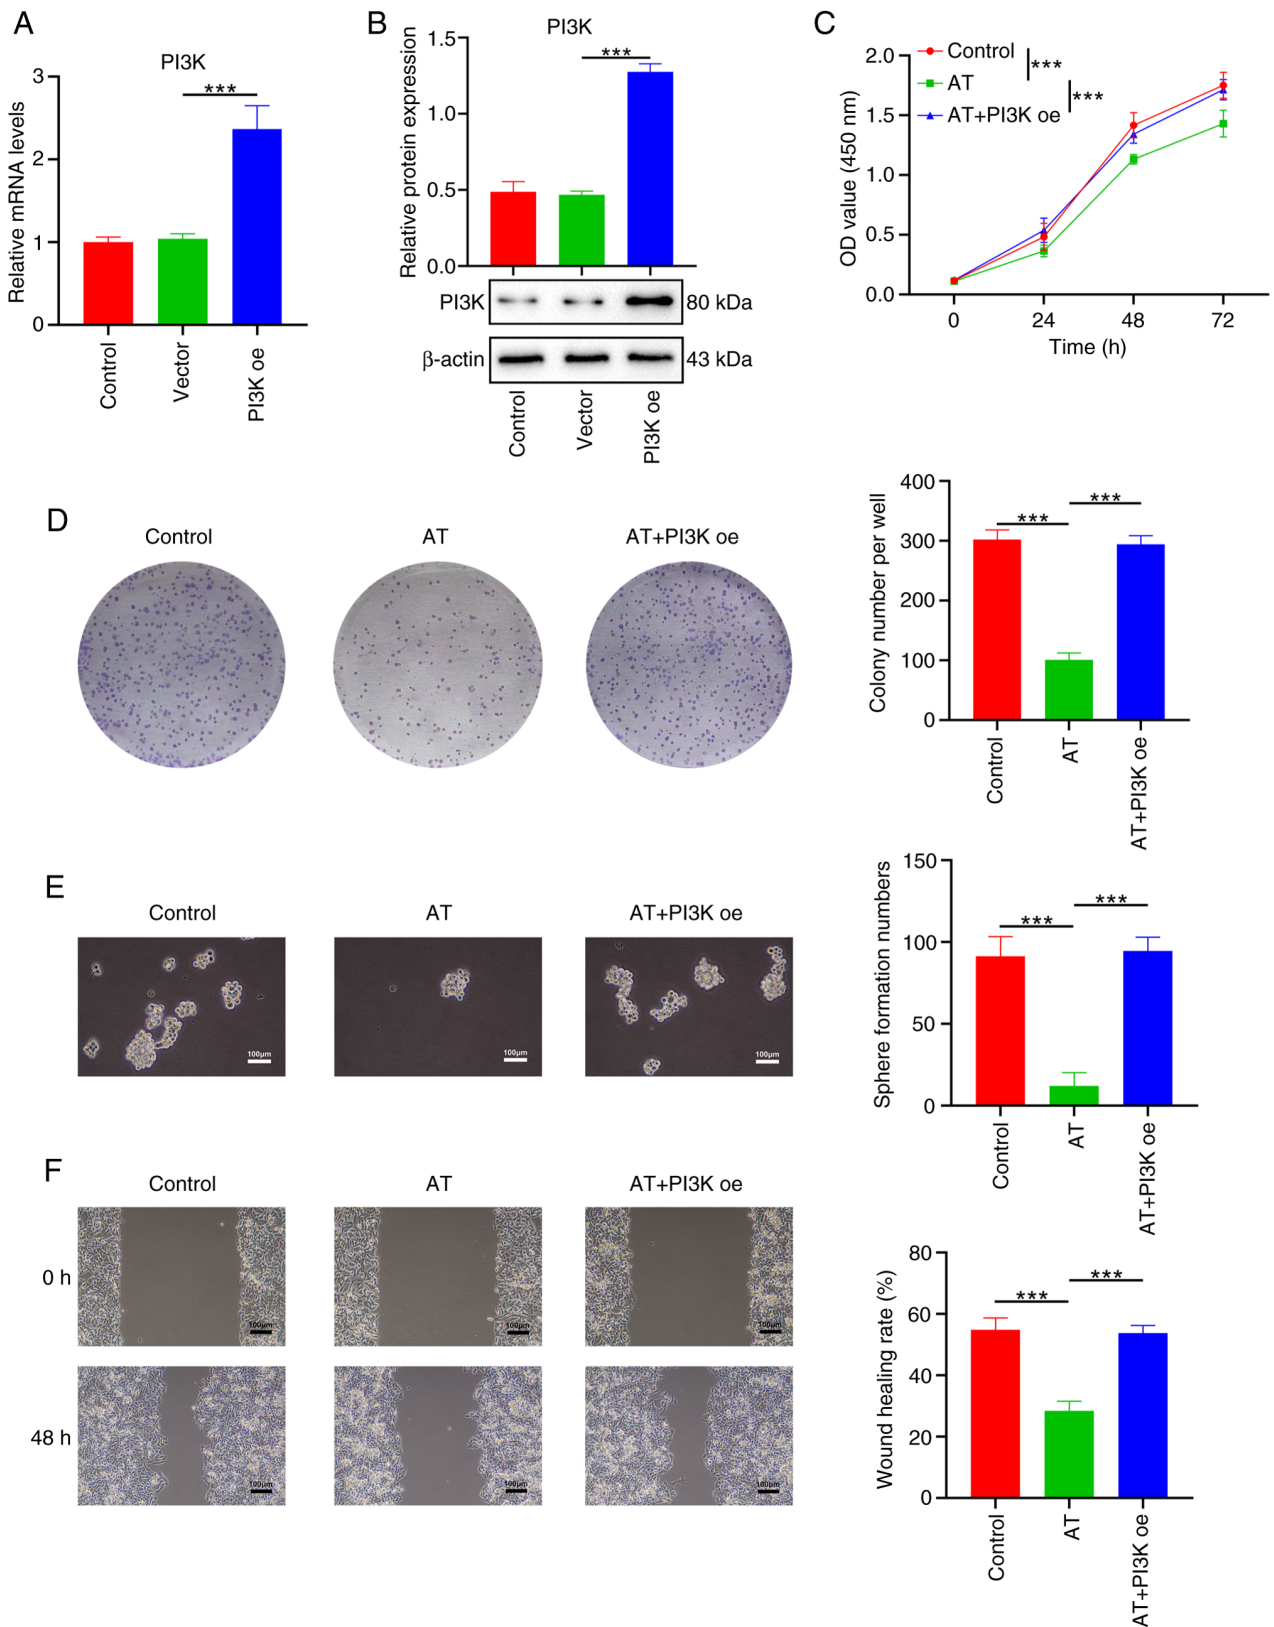 A
PI3K
***
Relative mRNA levels
3
2
1
0
Control
Vector
PI3K oe
B
PI3K
***
Relative protein expression
1.5
1.0
0.5
0.0
PI3K
80 kDa
β-actin
43 kDa
Control
Vector
PI3K oe
C
Control
AT
AT+PI3K oe
***
***
OD value (450 nm)
2.0
1.5
1.0
0.5
0.0
0
24
48
72
Time (h)
D
Control
AT
AT+PI3K oe
Colony number per well
400
300
200
100
0
***
***
Control
AT
AT+PI3K oe
E
Control
AT
AT+PI3K oe
100μm
100μm
100μm
Sphere formation numbers
150
100
50
0
***
***
Control
AT
AT+PI3K oe
F
Control
AT
AT+PI3K oe
0 h
100μm
100μm
100μm
48 h
100μm
100μm
100μm
Wound healing rate (%)
80
60
40
20
0
***
***
Control
AT
AT+PI3K oe